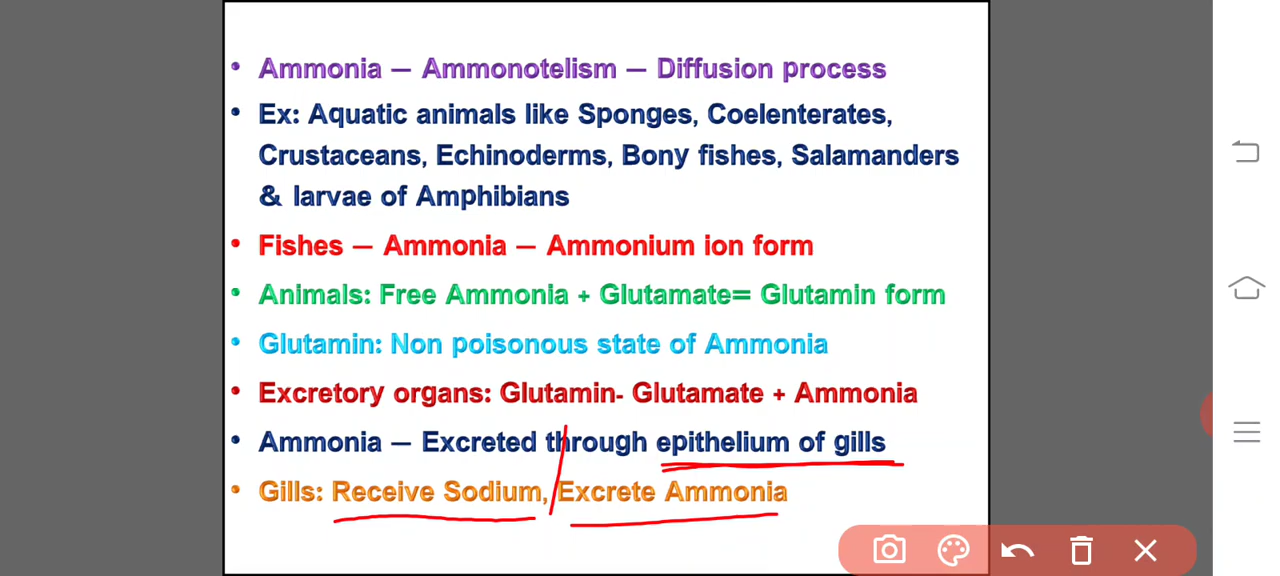 • Ammonia – Ammonotelism – Diffusion process
• Ex: Aquatic animals like Sponges, Coelenterates,
Crustaceans, Echinoderms, Bony fishes, Salamanders
& larvae of Amphibians
• Fishes – Ammonia – Ammonium ion form
• Animals: Free Ammonia + Glutamate= Glutamin form
• Glutamin: Non poisonous state of Ammonia
• Excretory organs: Glutamin- Glutamate + Ammonia
• Ammonia – Excreted through epithelium of gills
• Gills: Receive Sodium, Excrete Ammonia